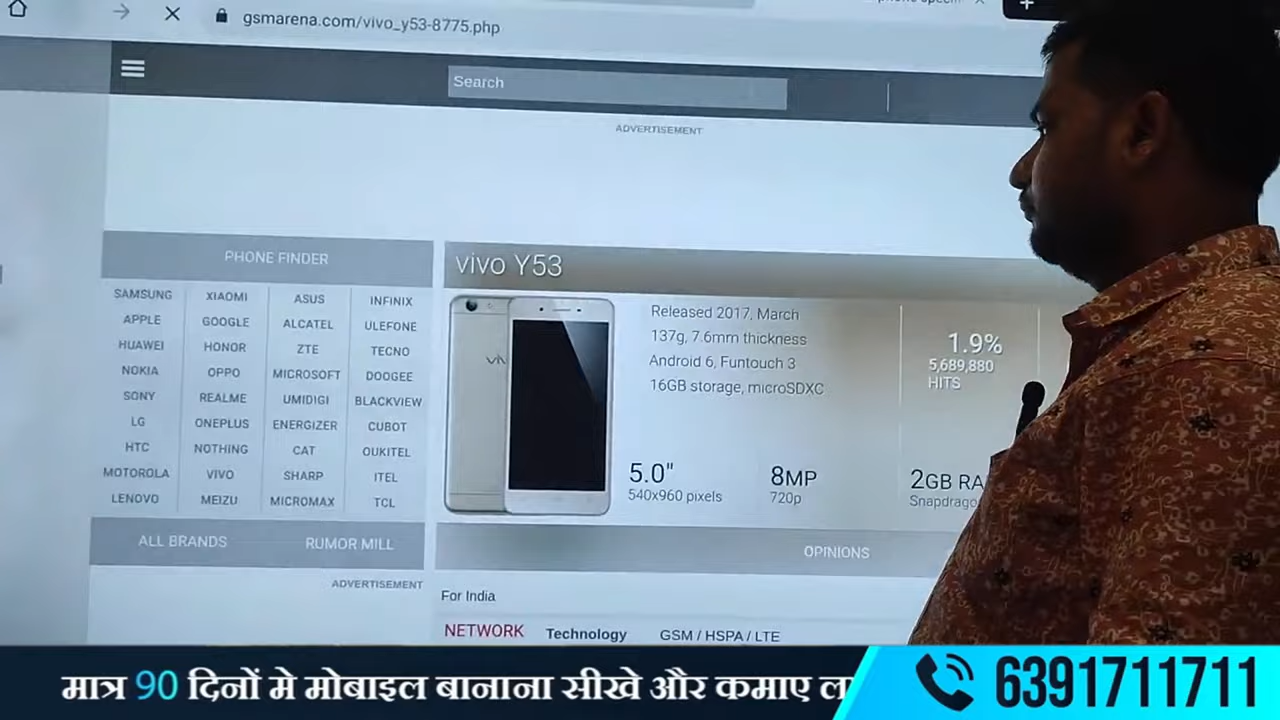 gsmarena.com/vivo_y53-8775.php
Search
ADVERTISEMENT
PHONE FINDER
SAMSUNG XIAOMI ASUS INFINIX
APPLE GOOGLE ALCATEL ULEFONE
HUAWEI HONOR ZTE TECNO
NOKIA OPPO MICROSOFT DOOGEE
SONY REALME UMIDIGI BLACKVIEW
LG ONEPLUS ENERGIZER CUBOT
HTC NOTHING CAT OUKITEL
MOTOROLA VIVO SHARP ITEL
LENOVO MEIZU MICROMAX TCL
ALL BRANDS RUMOR MILL
ADVERTISEMENT
vivo Y53
Released 2017, March
137g, 7.6mm thickness
Android 6, Funtouch 3
16GB storage, microSDXC
1.9%
5,689,880
HITS
5.0"
540x960 pixels
8MP
720p
2GB
OPINIONS
For India
NETWORK Technology GSM / HSPA / LTE
मात्र 90 दिनों मे मोबाइल बानाना सीखे और कमाए
6391711711